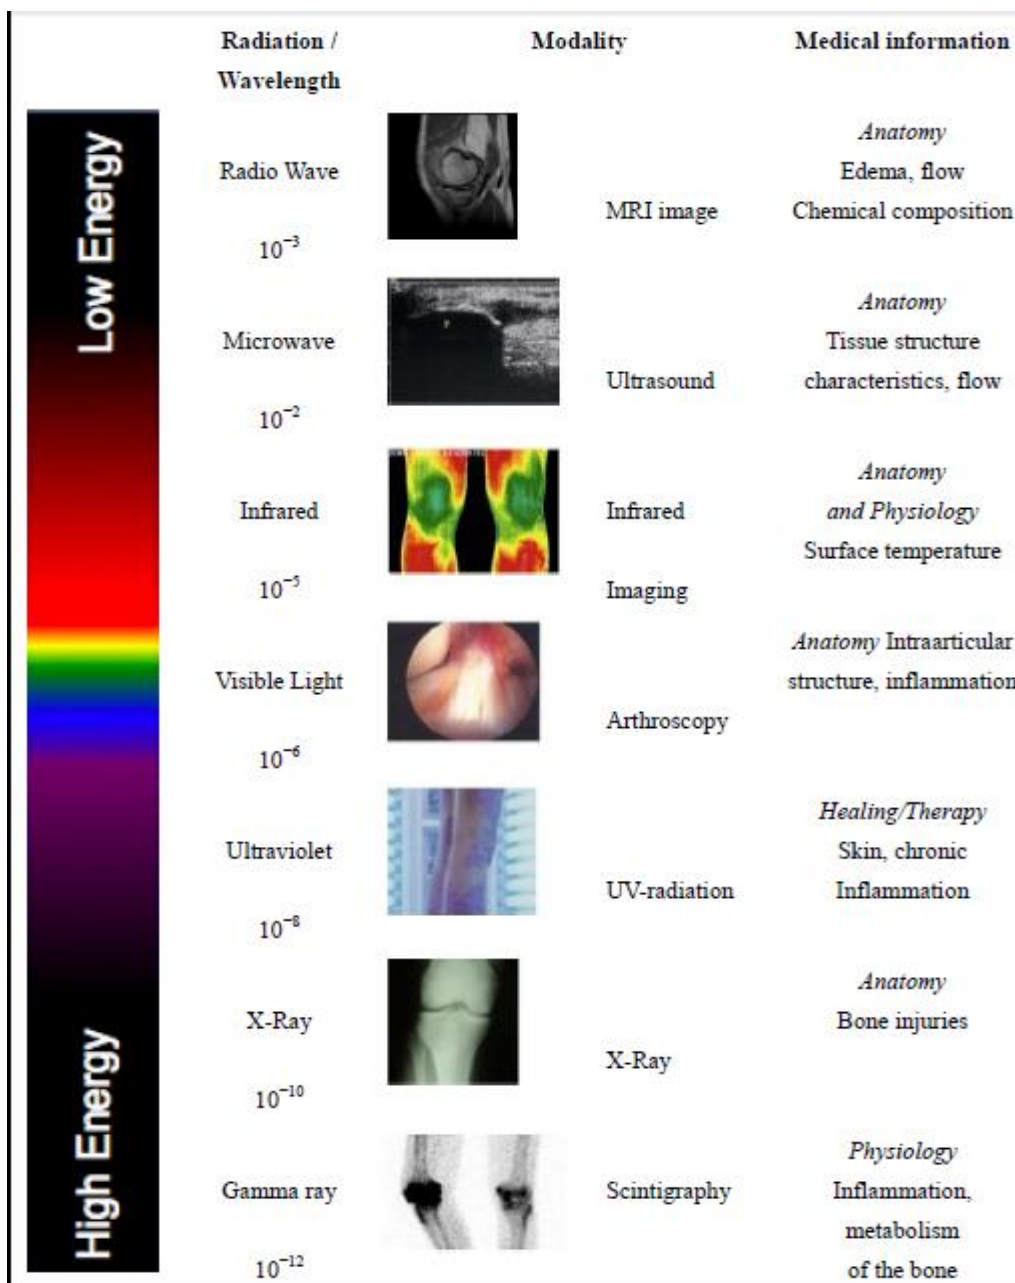 Radiation /
Wavelength
Modality
Medical information
Low Energy
Radio Wave
10⁻³
MRI image
Anatomy
Edema, flow
Chemical composition
Microwave
10⁻²
Ultrasound
Anatomy
Tissue structure
characteristics, flow
Infrared
10⁻⁵
Infrared
Imaging
Anatomy
and Physiology
Surface temperature
Visible Light
10⁻⁶
Arthroscopy
Anatomy Intraarticular
structure, inflammation
Ultraviolet
10⁻⁸
UV-radiation
Healing/Therapy
Skin, chronic
Inflammation
X-Ray
10⁻¹⁰
X-Ray
Anatomy
Bone injuries
High Energy
Gamma ray
10⁻¹²
Scintigraphy
Physiology
Inflammation,
metabolism
of the bone